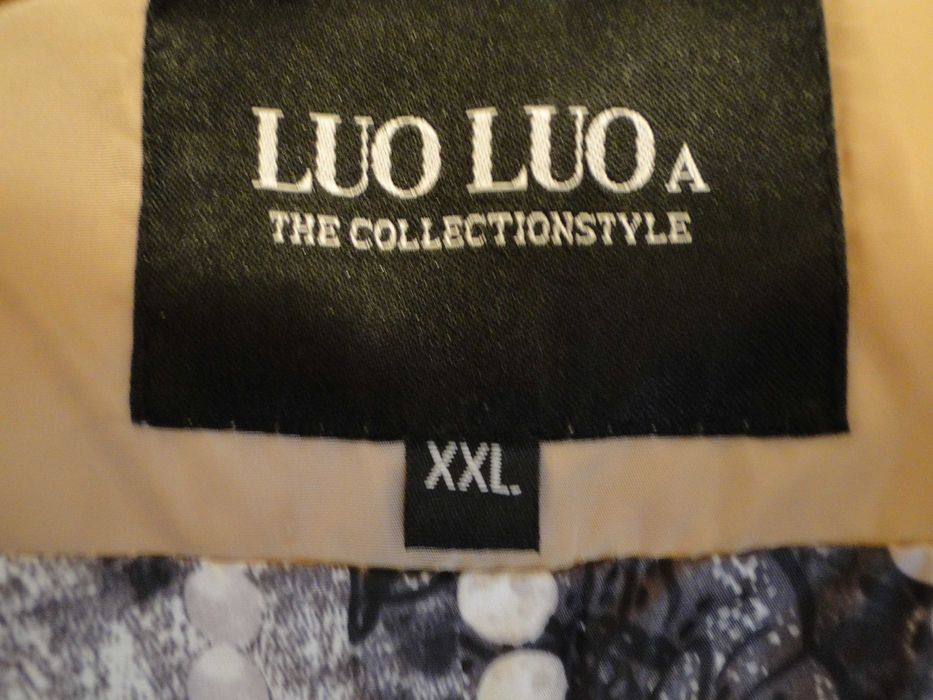 LUO LUO A
THE COLLECTIONSTYLE
XXL.